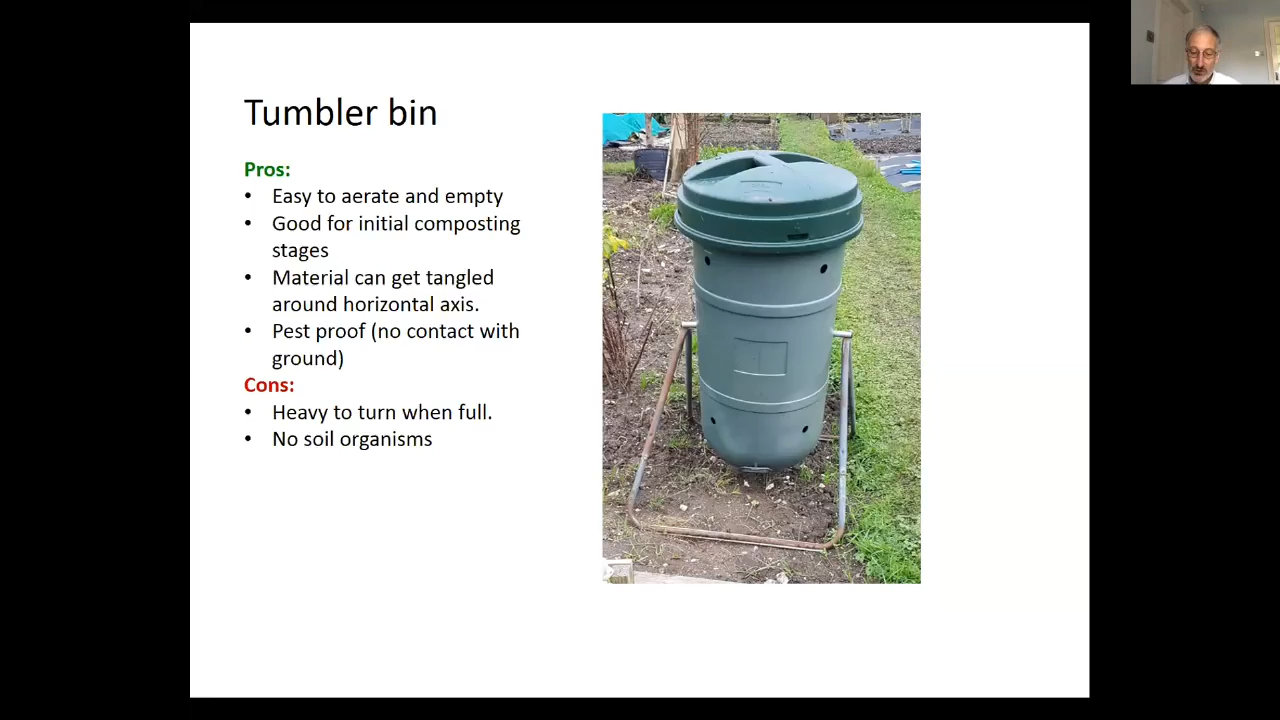 Tumbler bin
Pros:
• Easy to aerate and empty
• Good for initial composting
stages
• Material can get tangled
around horizontal axis.
• Pest proof (no contact with
ground)
Cons:
• Heavy to turn when full.
• No soil organisms